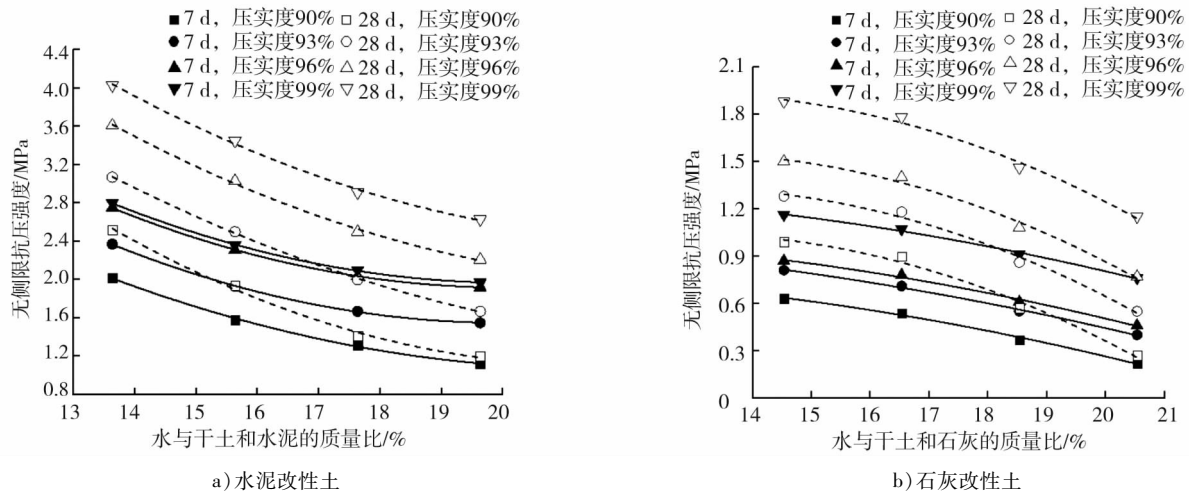 ■ 7 d，压实度90% □ 28 d，压实度90%
● 7 d，压实度93% ○ 28 d，压实度93%
▲ 7 d，压实度96% △ 28 d，压实度96%
▼ 7 d，压实度99% ▽ 28 d，压实度99%
无侧限抗压强度/MPa
4.4
4.0
3.6
3.2
2.8
2.4
2.0
1.6
1.2
0.8
13 14 15 16 17 18 19 20
水与干土和水泥的质量比/%
a）水泥改性土
■ 7 d，压实度90% □ 28 d，压实度90%
● 7 d，压实度93% ○ 28 d，压实度93%
▲ 7 d，压实度96% △ 28 d，压实度96%
▼ 7 d，压实度99% ▽ 28 d，压实度99%
无侧限抗压强度/MPa
2.1
1.8
1.5
1.2
0.9
0.6
0.3
0
14 15 16 17 18 19 20 21
水与干土和石灰的质量比/%
b）石灰改性土